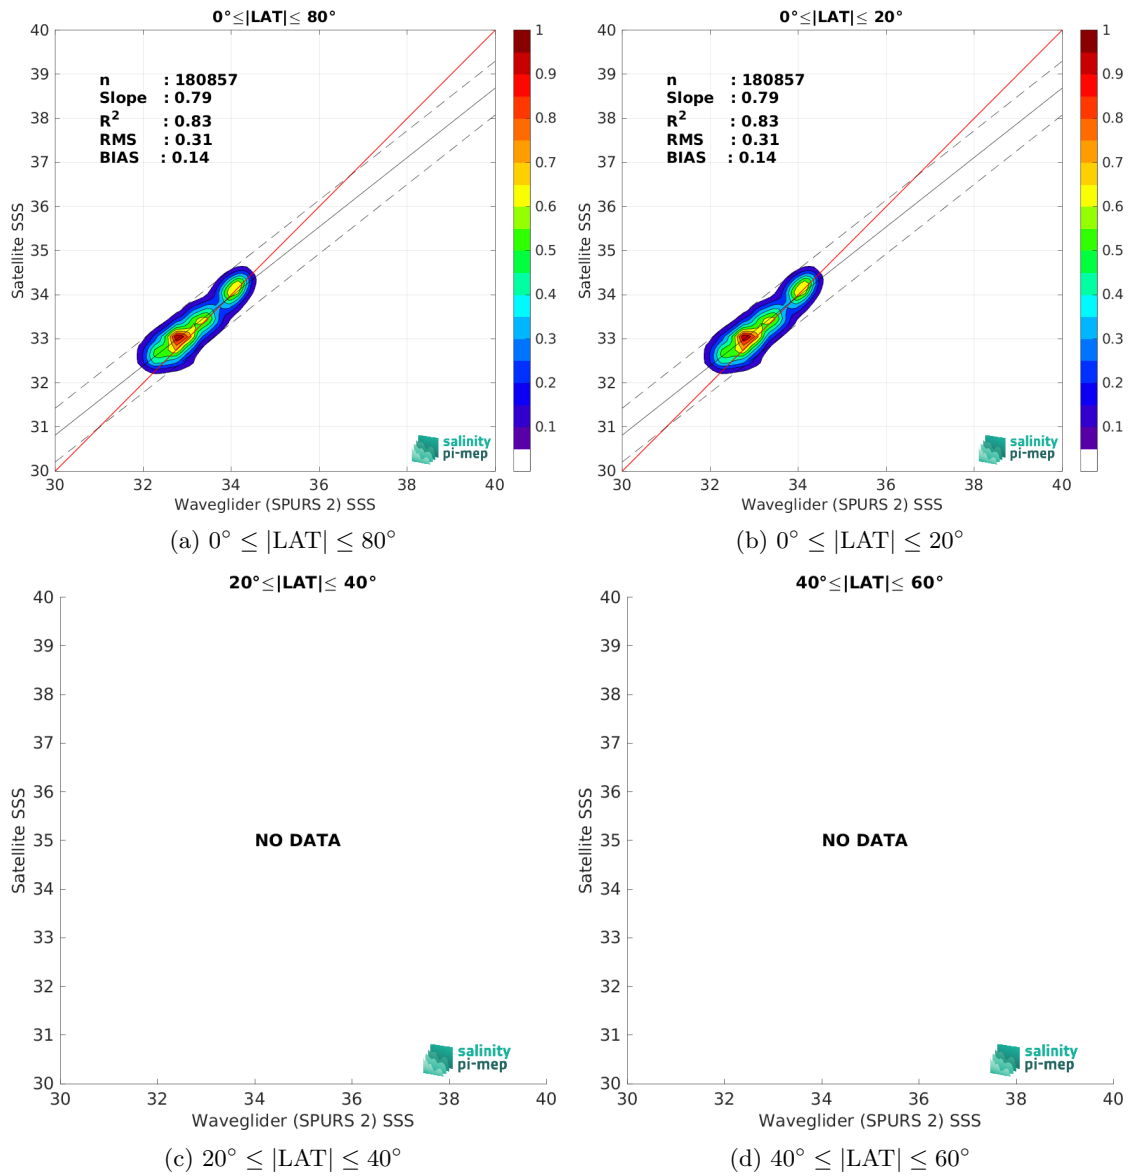 0°≤|LAT|≤ 80°
40
39
38
37
36
35
34
33
32
31
30
Satellite SSS
n : 180857
Slope : 0.79
R² : 0.83
RMS : 0.31
BIAS : 0.14
salinity
pi-mep
30 32 34 36 38 40
Waveglider (SPURS 2) SSS
1
0.9
0.8
0.7
0.6
0.5
0.4
0.3
0.2
0.1
(a) 0° ≤ |LAT| ≤ 80°
0°≤|LAT|≤ 20°
40
39
38
37
36
35
34
33
32
31
30
Satellite SSS
n : 180857
Slope : 0.79
R² : 0.83
RMS : 0.31
BIAS : 0.14
salinity
pi-mep
30 32 34 36 38 40
Waveglider (SPURS 2) SSS
1
0.9
0.8
0.7
0.6
0.5
0.4
0.3
0.2
0.1
(b) 0° ≤ |LAT| ≤ 20°
20°≤|LAT|≤ 40°
40
39
38
37
36
35
34
33
32
31
30
Satellite SSS
NO DATA
salinity
pi-mep
30 32 34 36 38 40
Waveglider (SPURS 2) SSS
(c) 20° ≤ |LAT| ≤ 40°
40°≤|LAT|≤ 60°
40
39
38
37
36
35
34
33
32
31
30
Satellite SSS
NO DATA
salinity
pi-mep
30 32 34 36 38 40
Waveglider (SPURS 2) SSS
(d) 40° ≤ |LAT| ≤ 60°